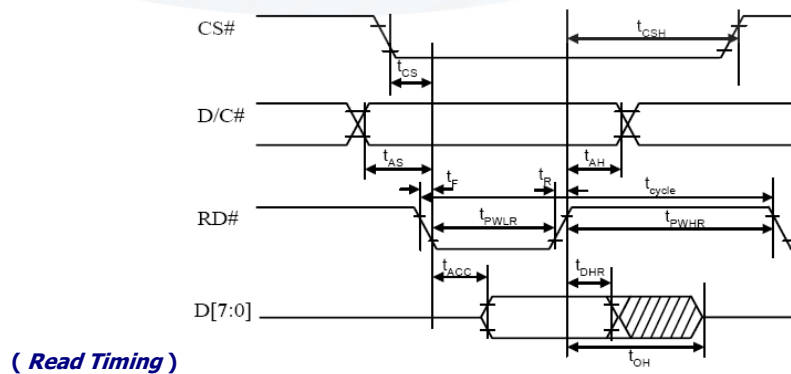 CS#
tCSH
tCS
D/C#
tAS
tAH
tF
tR
tcycle
RD#
tPWLR
tPWHR
tACC
tDHR
D[7:0]
tOH
( Read Timing )